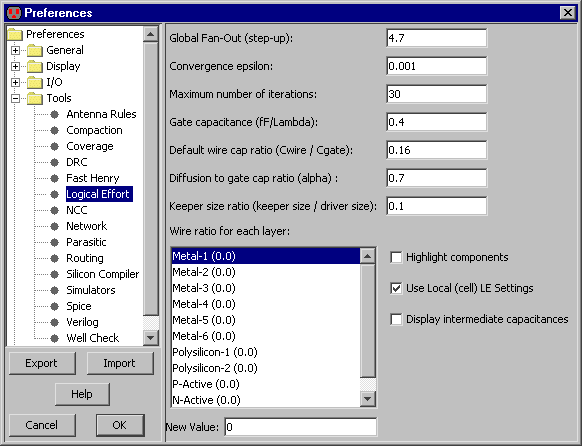 Preferences
Preferences
General
Display
I/O
Tools
Antenna Rules
Compaction
Coverage
DRC
Fast Henry
Logical Effort
NCC
Network
Parasitic
Routing
Silicon Compiler
Simulators
Spice
Verilog
Well Check
Export Import
Help
Cancel OK
Global Fan-Out (step-up): 4.7
Convergence epsilon: 0.001
Maximum number of iterations: 30
Gate capacitance (fF/Lambda): 0.4
Default wire cap ratio (Cwire / Cgate): 0.16
Diffusion to gate cap ratio (alpha) : 0.7
Keeper size ratio (keeper size / driver size): 0.1
Wire ratio for each layer:
Metal-1 (0.0)
Metal-2 (0.0)
Metal-3 (0.0)
Metal-4 (0.0)
Metal-5 (0.0)
Metal-6 (0.0)
Polysilicon-1 (0.0)
Polysilicon-2 (0.0)
P-Active (0.0)
N-Active (0.0)
Highlight components
Use Local (cell) LE Settings
Display intermediate capacitances
New Value: 0